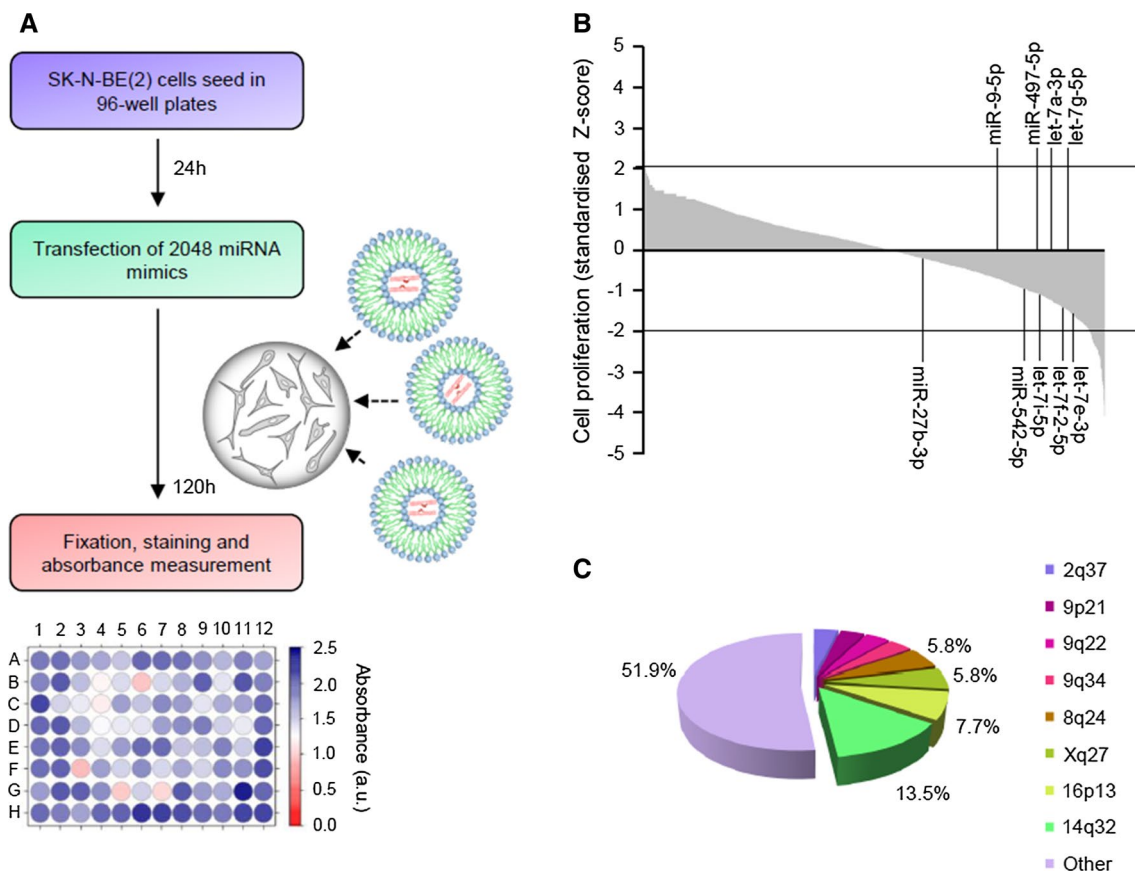 A
SK-N-BE(2) cells seed in
96-well plates
24h
Transfection of 2048 miRNA
mimics
120h
Fixation, staining and
absorbance measurement
1 2 3 4 5 6 7 8 9 10 11 12
A
B
C
D
E
F
G
H
2.5
2.0
1.5
1.0
0.5
0.0
Absorbance (a.u.)
B
Cell proliferation (standardised Z-score)
5
4
3
2
1
0
-1
-2
-3
-4
-5
miR-9-5p
miR-497-5p
let-7a-3p
let-7g-5p
miR-27b-3p
miR-542-5p
let-7i-5p
let-7f-2-5p
let-7e-3p
C
51.9%
5.8%
5.8%
7.7%
13.5%
2q37
9p21
9q22
9q34
8q24
Xq27
16p13
14q32
Other